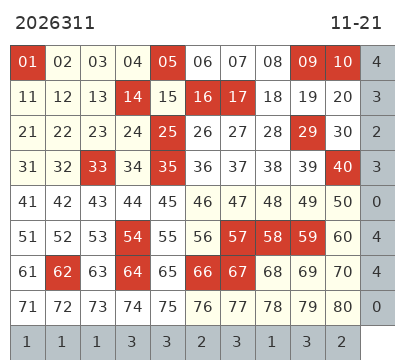 2026311 11-21
01 02 03 04 05 06 07 08 09 10 4
11 12 13 14 15 16 17 18 19 20 3
21 22 23 24 25 26 27 28 29 30 2
31 32 33 34 35 36 37 38 39 40 3
41 42 43 44 45 46 47 48 49 50 0
51 52 53 54 55 56 57 58 59 60 4
61 62 63 64 65 66 67 68 69 70 4
71 72 73 74 75 76 77 78 79 80 0
1 1 1 3 3 2 3 1 3 2